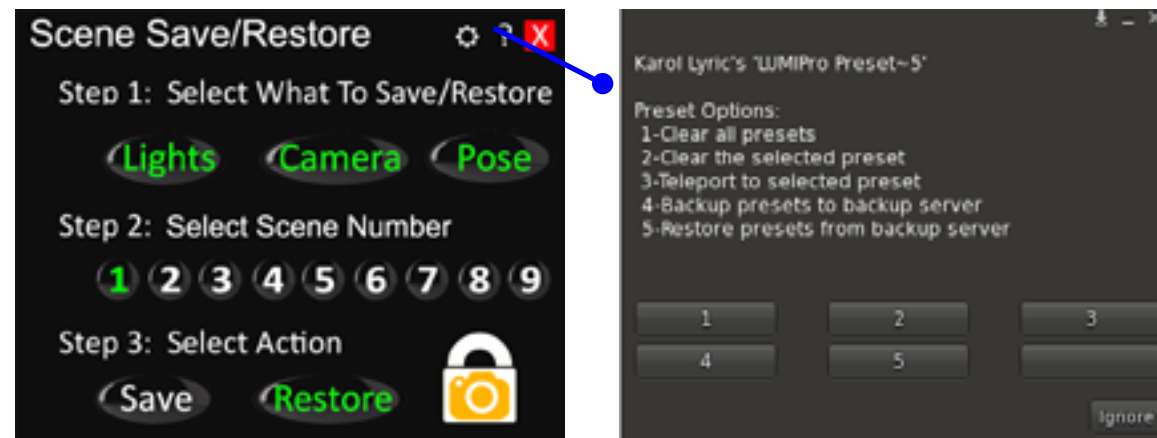 Scene Save/Restore ? X
Step 1: Select What To Save/Restore
Lights Camera Pose
Step 2: Select Scene Number
1 2 3 4 5 6 7 8 9
Step 3: Select Action
Save Restore
Karol Lyric's 'LUMIPro Preset~5'
Preset Options:
1-Clear all presets
2-Clear the selected preset
3-Teleport to selected preset
4-Backup presets to backup server
5-Restore presets from backup server
1 2 3
4 5
Ignore